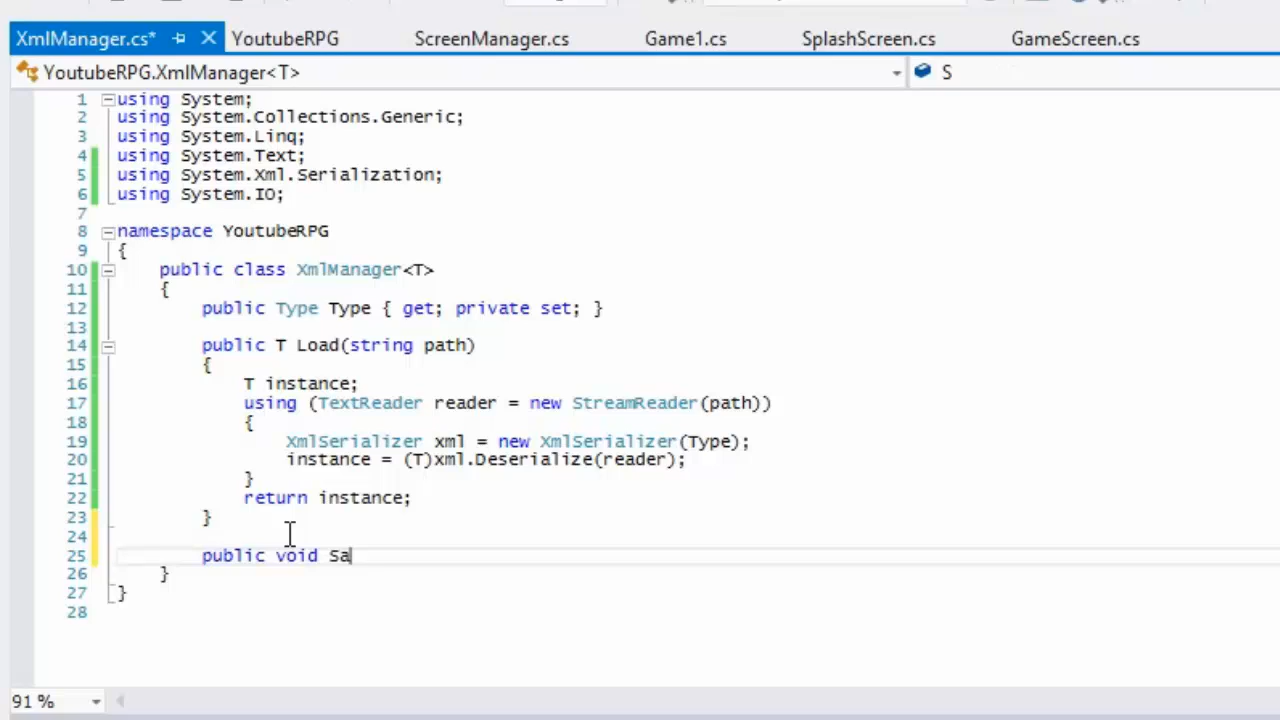 XmlManager.cs* YoutubeRPG ScreenManager.cs Game1.cs SplashScreen.cs GameScreen.cs
YoutubeRPG.XmlManager<T> S
1 using System;
2 using System.Collections.Generic;
3 using System.Linq;
4 using System.Text;
5 using System.Xml.Serialization;
6 using System.IO;
7
8 namespace YoutubeRPG
9 {
10 public class XmlManager<T>
11 {
12 public Type Type { get; private set; }
13
14 public T Load(string path)
15 {
16 T instance;
17 using (TextReader reader = new StreamReader(path))
18 {
19 XmlSerializer xml = new XmlSerializer(Type);
20 instance = (T)xml.Deserialize(reader);
21 }
22 return instance;
23 }
24
25 public void Sa
26 }
27 }
28
91 %